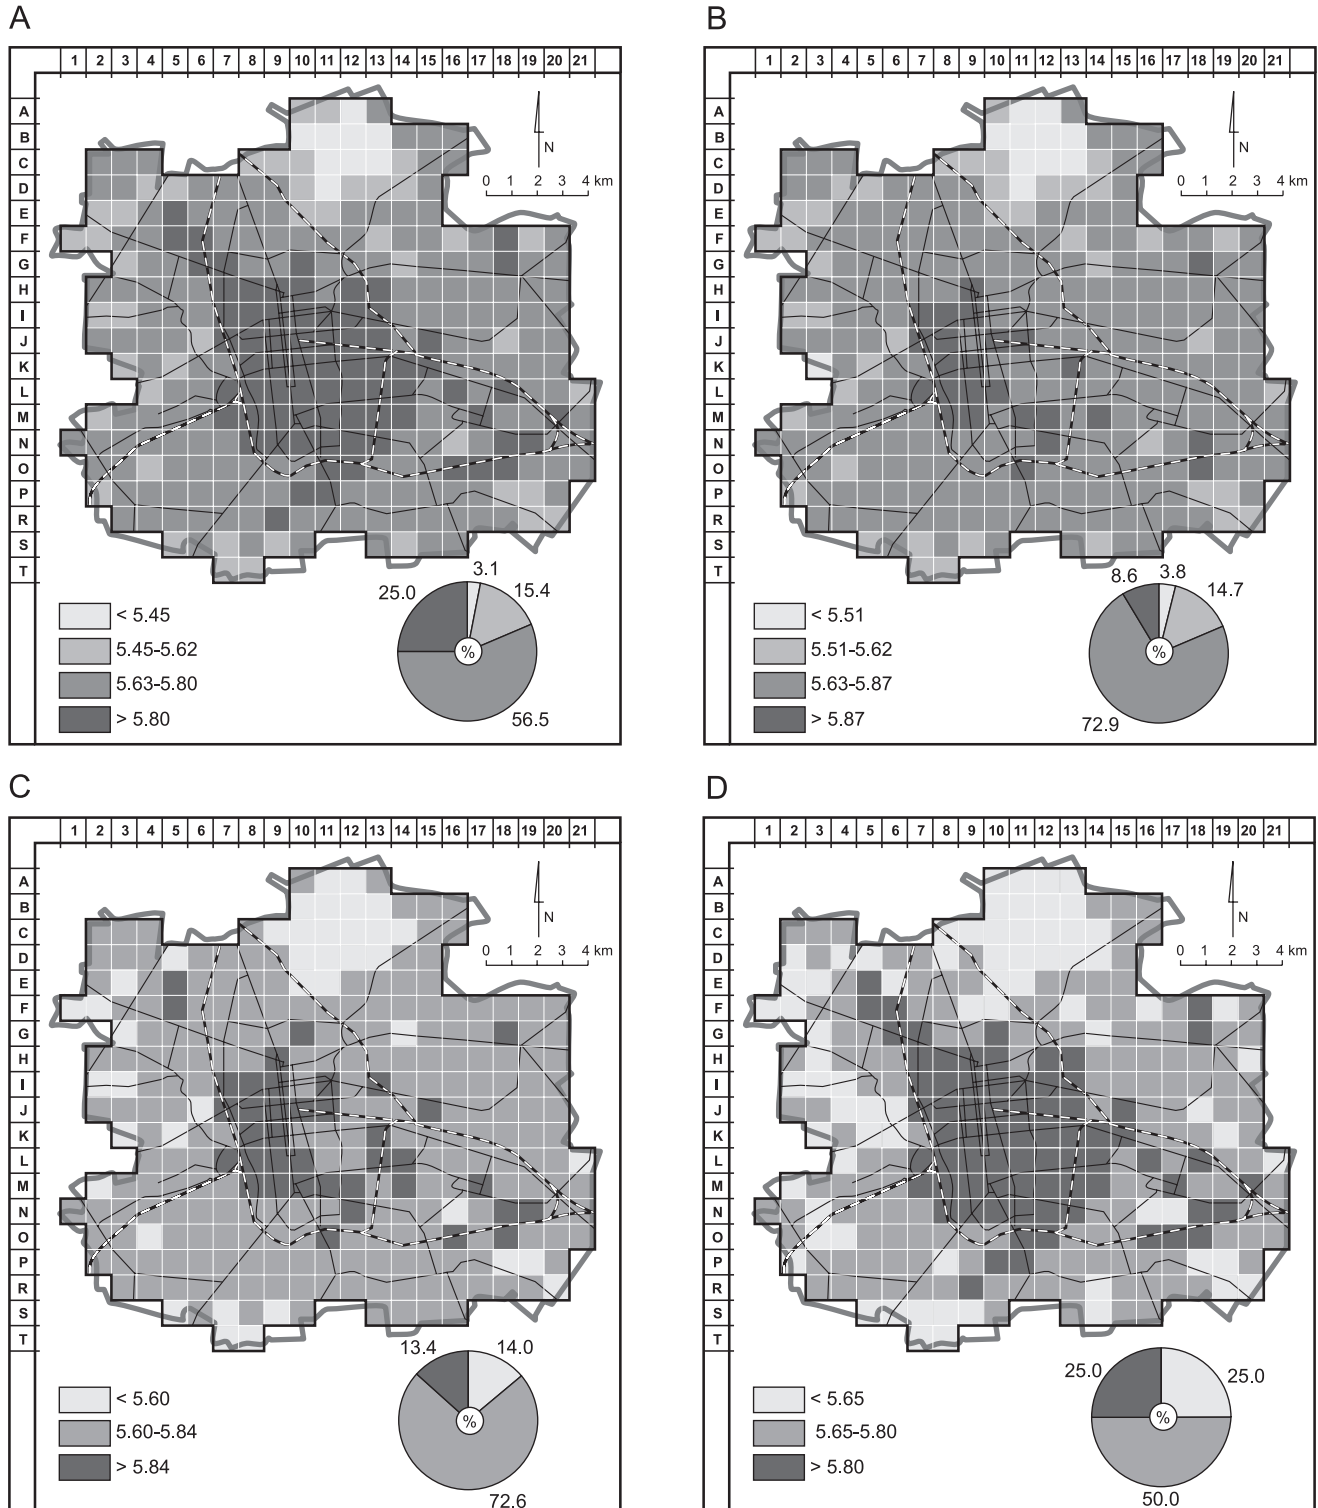 A
1 2 3 4 5 6 7 8 9 10 11 12 13 14 15 16 17 18 19 20 21
A
B
C
D
E
F
G
H
I
J
K
L
M
N
O
P
R
S
T
N
0 1 2 4 km
3.1
25.0
15.4
%
56.5
< 5.45
5.45-5.62
5.63-5.80
> 5.80
B
1 2 3 4 5 6 7 8 9 10 11 12 13 14 15 16 17 18 19 20 21
A
B
C
D
E
F
G
H
I
J
K
L
M
N
O
P
R
S
T
N
0 1 2 4 km
8.6
3.8
14.7
%
72.9
< 5.51
5.51-5.62
5.63-5.87
> 5.87
C
1 2 3 4 5 6 7 8 9 10 11 12 13 14 15 16 17 18 19 20 21
A
B
C
D
E
F
G
H
I
J
K
L
M
N
O
P
R
S
T
N
0 1 2 4 km
13.4
14.0
%
72.6
< 5.60
5.60-5.84
> 5.84
D
1 2 3 4 5 6 7 8 9 10 11 12 13 14 15 16 17 18 19 20 21
A
B
C
D
E
F
G
H
I
J
K
L
M
N
O
P
R
S
T
N
0 1 2 4 km
25.0
25.0
%
50.0
< 5.65
5.65-5.80
> 5.80